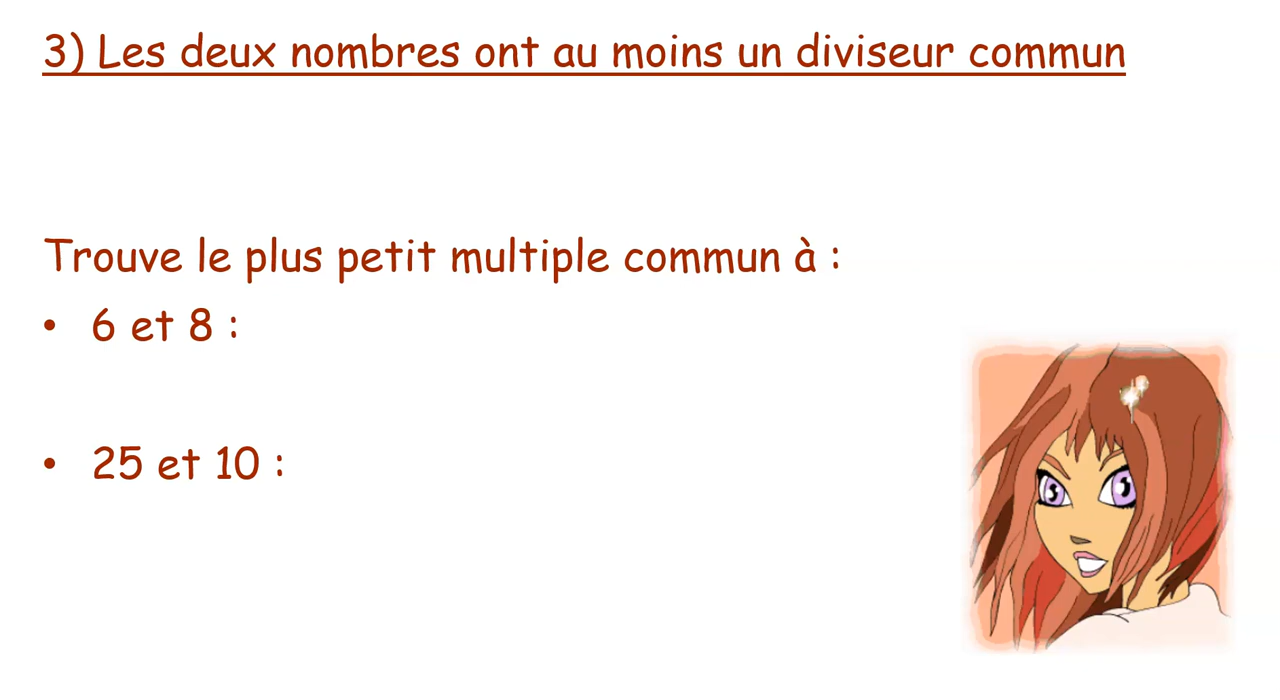 3) Les deux nombres ont au moins un diviseur commun
Trouve le plus petit multiple commun à :
• 6 et 8 :
• 25 et 10 :